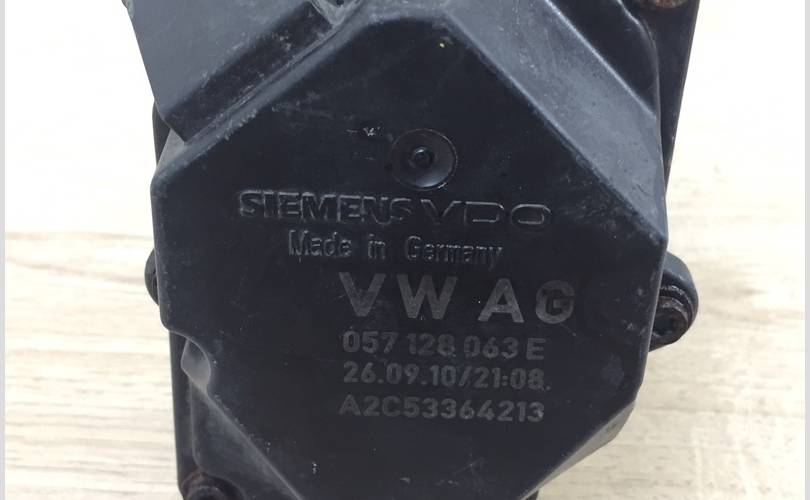 SIEMENS VDO
Made in Germany
VW AG
057 128 063 E
26.09.10/21:08
A2C53364213